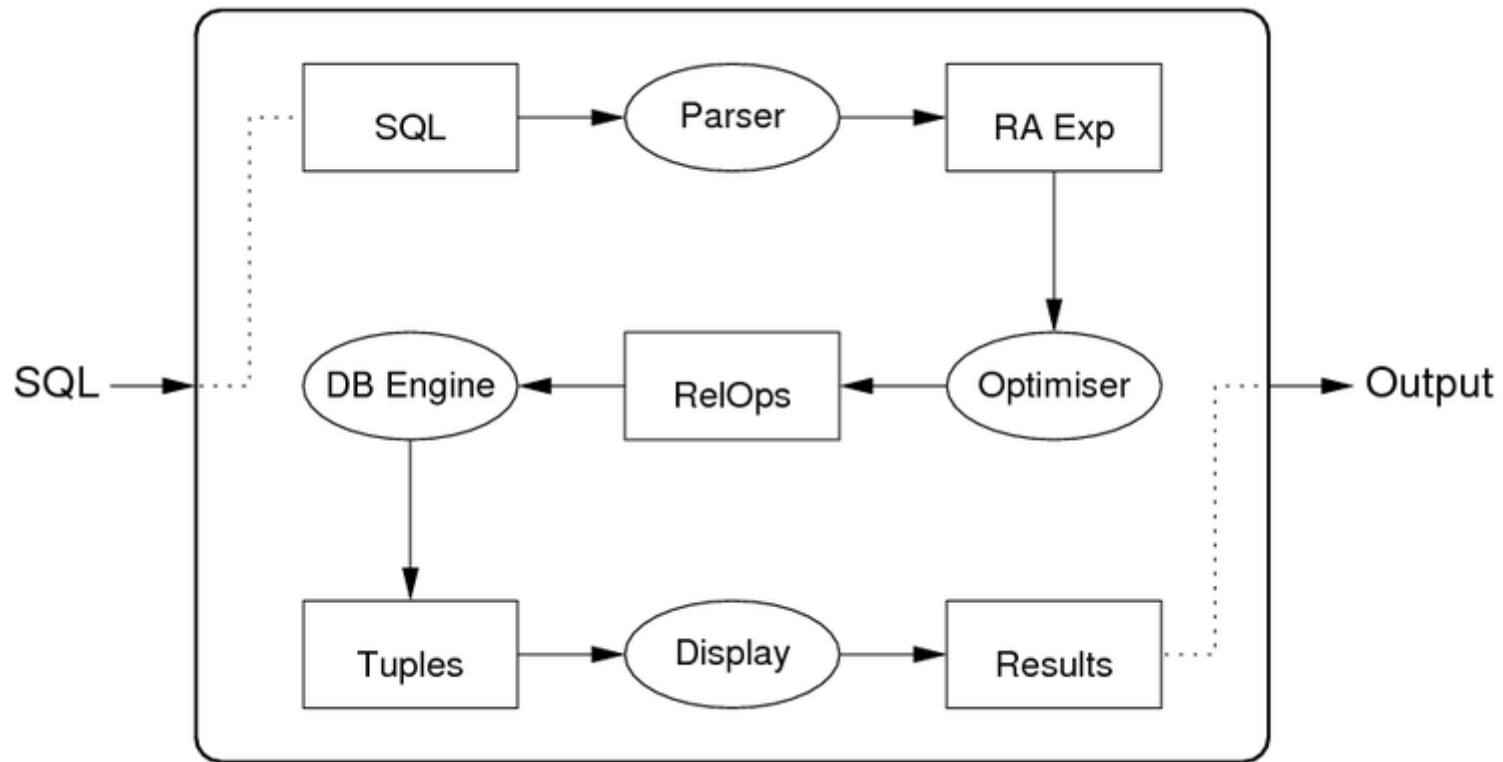 SQL
Parser
RA Exp
SQL
DB Engine
RelOps
Optimiser
Output
Tuples
Display
Results